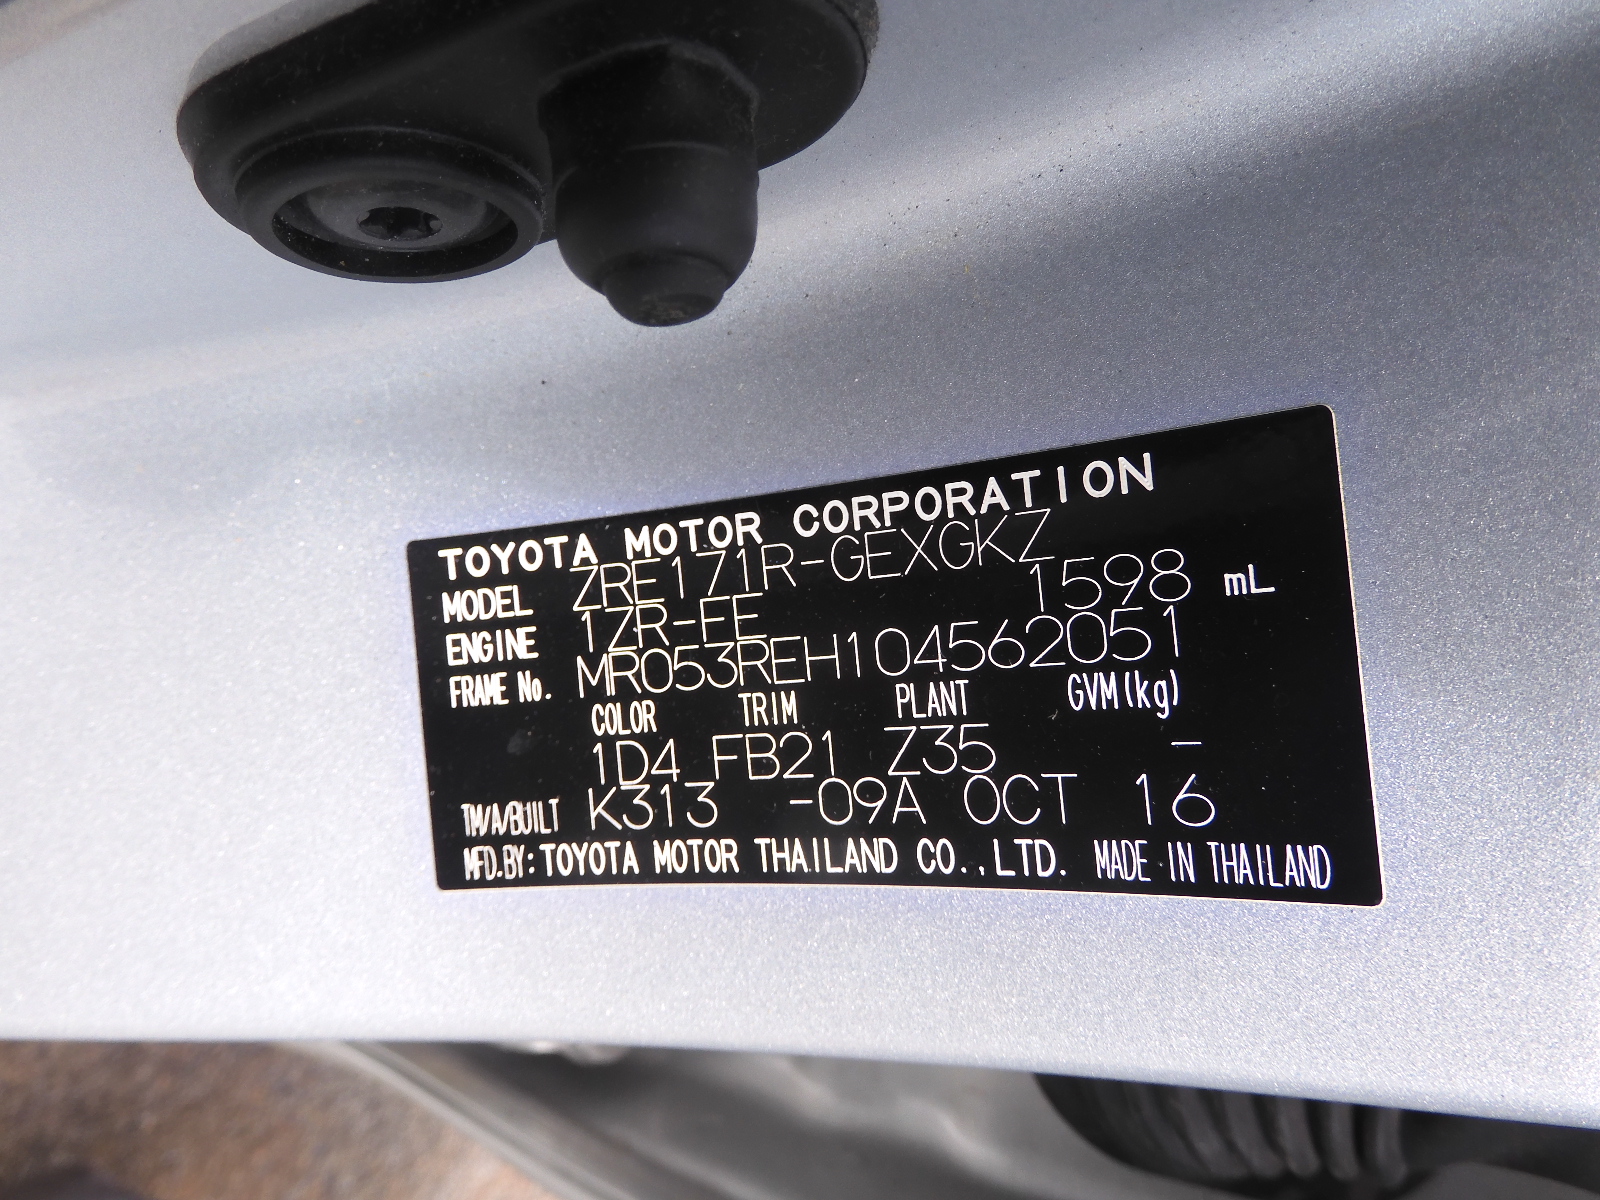 TOYOTA MOTOR CORPORATION
MODEL ZRE171R-GEXGKZ
ENGINE 1ZR-FE 1598 mL
FRAME No. MR053REH104562051
COLOR TRIM PLANT GVM(kg)
1D4 FB21 Z35 -
TM/A/BUILT K313 -09A OCT 16
MFD.BY:TOYOTA MOTOR THAILAND CO.,LTD. MADE IN THAILAND